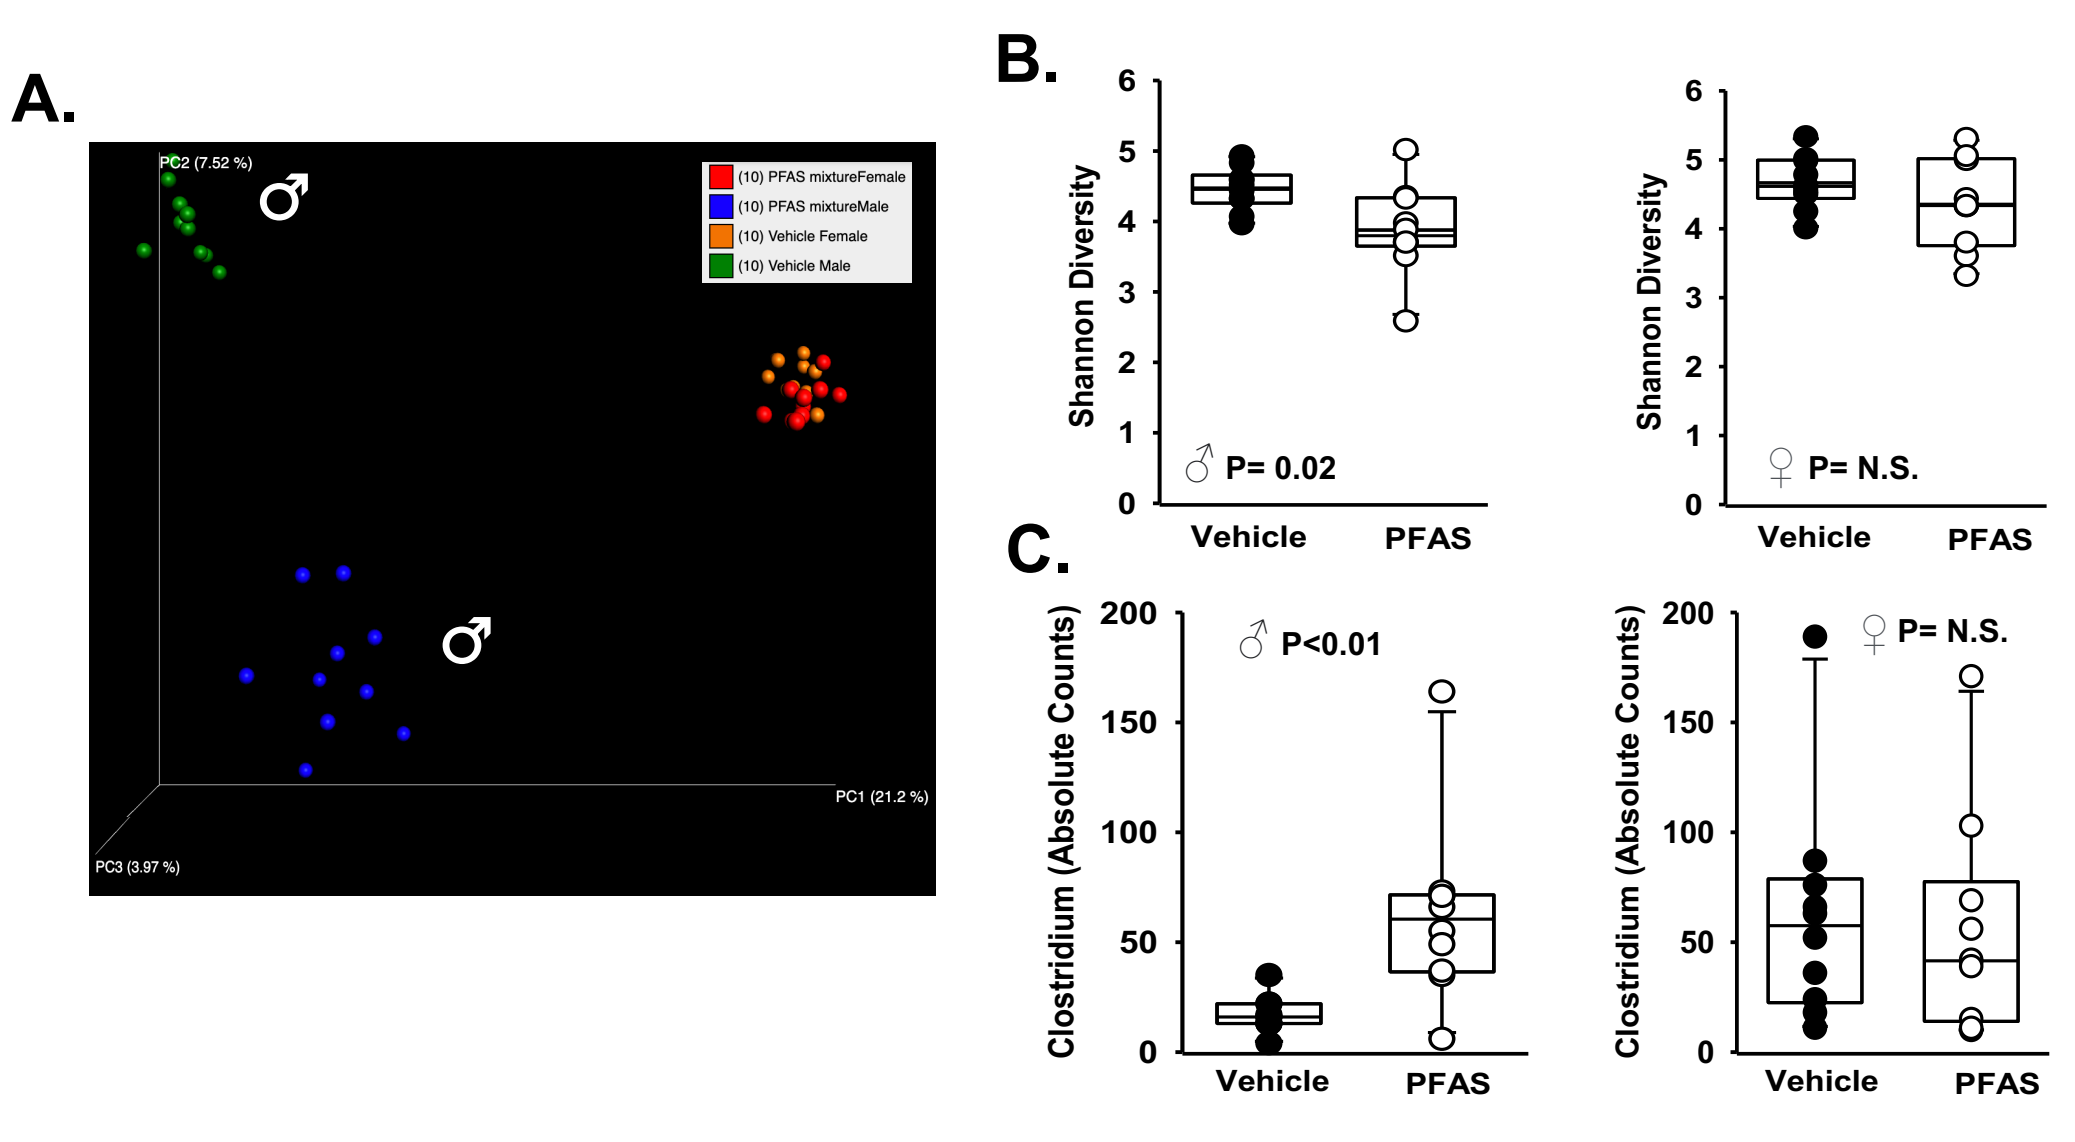 A.
PC2 (7.52 %)
♂
(10) PFAS mixtureFemale
(10) PFAS mixtureMale
(10) Vehicle Female
(10) Vehicle Male
♂
PC1 (21.2 %)
PC3 (3.97 %)
B.
Shannon Diversity
6
5
4
3
2
1
0
♂ P= 0.02
Vehicle PFAS
Shannon Diversity
6
5
4
3
2
1
0
♀ P= N.S.
Vehicle PFAS
C.
Clostridium (Absolute Counts)
200
150
100
50
0
♂ P<0.01
Vehicle PFAS
Clostridium (Absolute Counts)
200
150
100
50
0
♀ P= N.S.
Vehicle PFAS